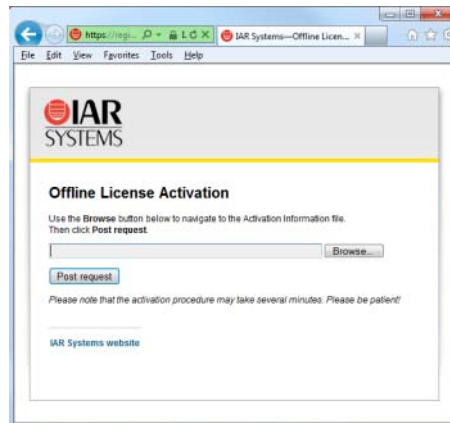 https://regi...
IAR Systems—Offline Licen...
File Edit View Favorites Tools Help
IAR
SYSTEMS
Offline License Activation
Use the Browse button below to navigate to the Activation Information file.
Then click Post request.
Browse...
Post request
Please note that the activation procedure may take several minutes. Please be patient!
IAR Systems website